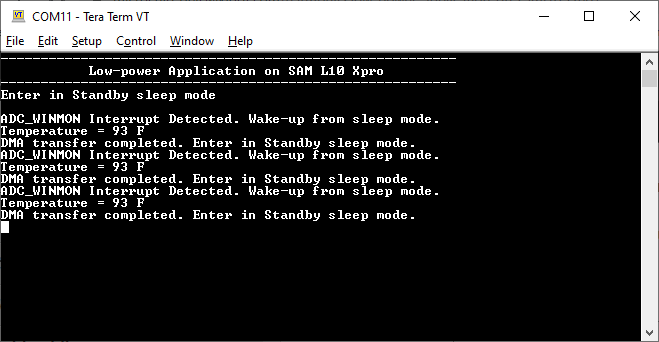 COM11 - Tera Term VT
File Edit Setup Control Window Help
------------------------------------------------------------
Low-power Application on SAM L10 Xpro
------------------------------------------------------------
Enter in Standby sleep mode
ADC_WINMON Interrupt Detected. Wake-up from sleep mode.
Temperature = 93 F
DMA transfer completed. Enter in Standby sleep mode.
ADC_WINMON Interrupt Detected. Wake-up from sleep mode.
Temperature = 93 F
DMA transfer completed. Enter in Standby sleep mode.
ADC_WINMON Interrupt Detected. Wake-up from sleep mode.
Temperature = 93 F
DMA transfer completed. Enter in Standby sleep mode.